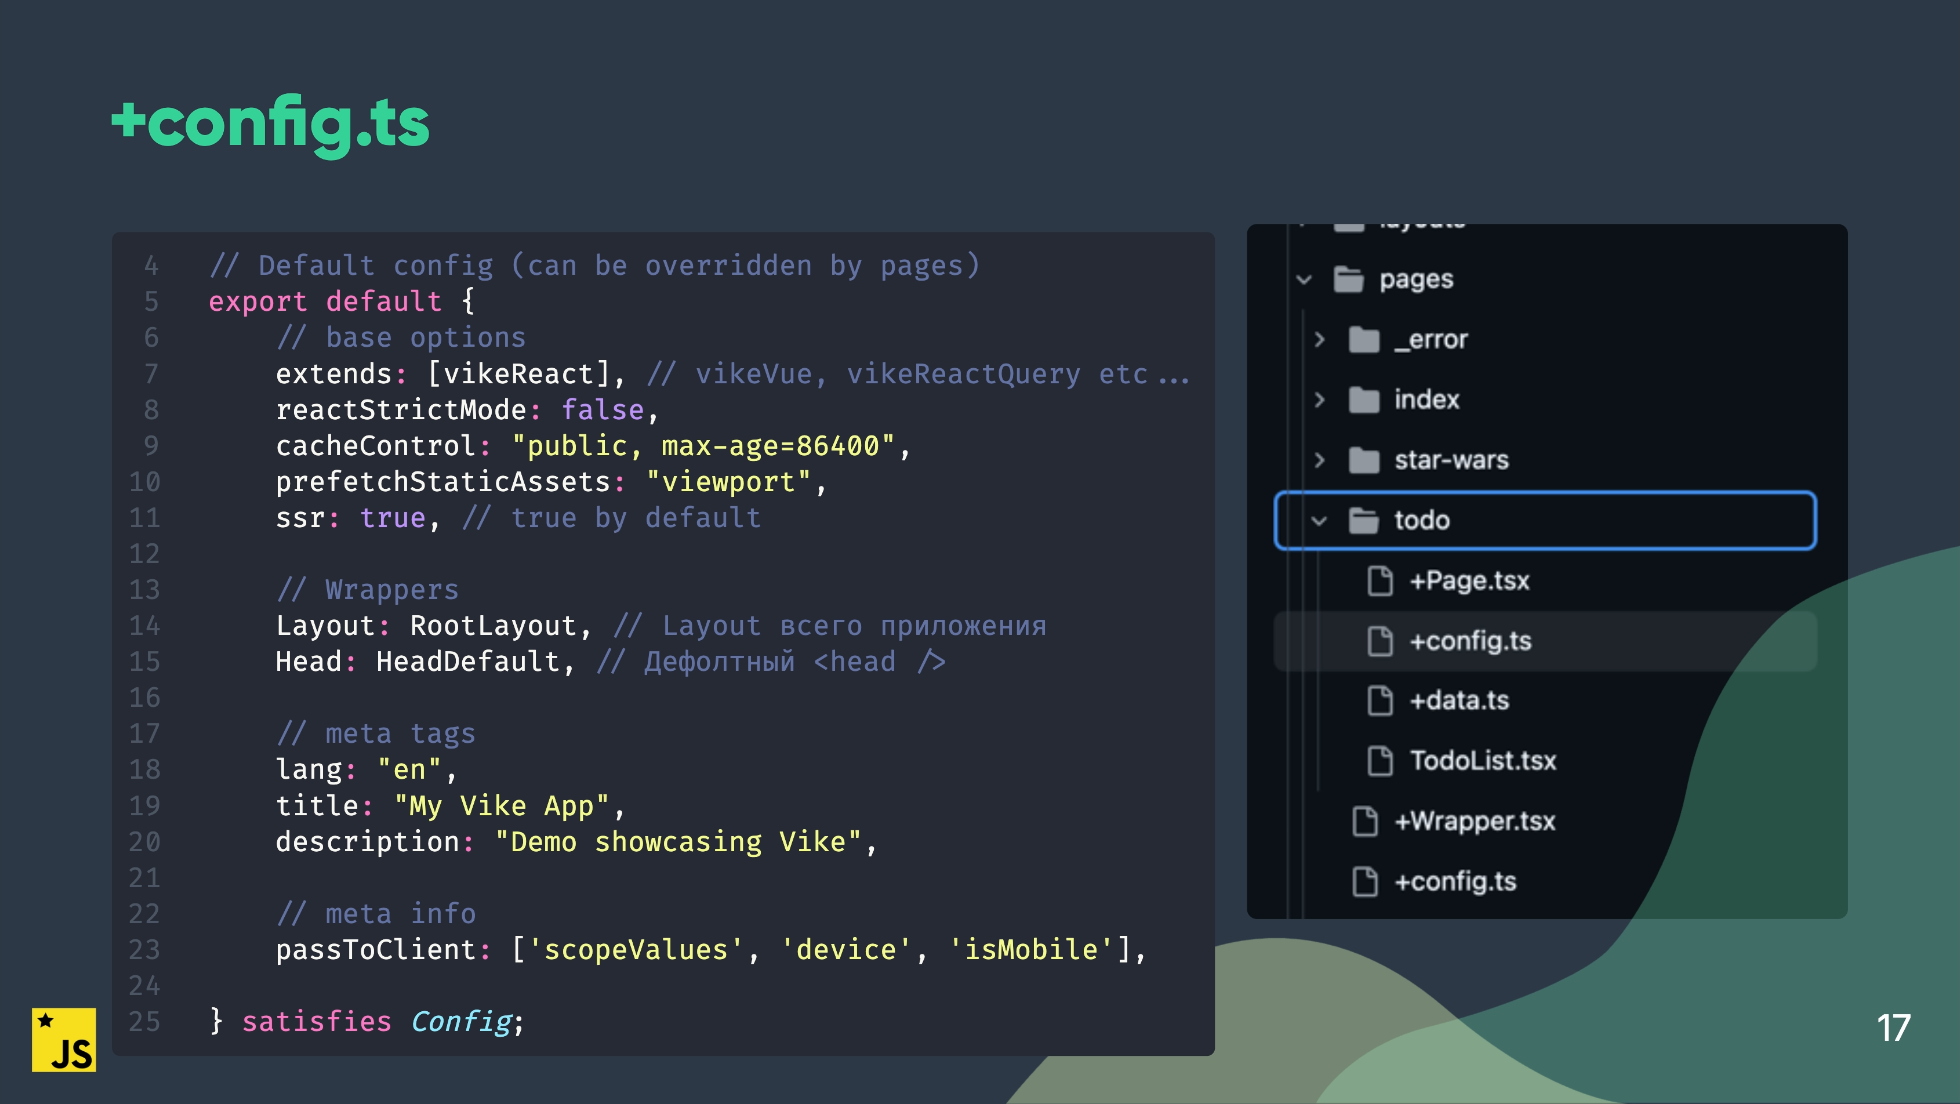 +config.ts
4 // Default config (can be overridden by pages)
5 export default {
6 // base options
7 extends: [vikeReact], // vikeVue, vikeReactQuery etc...
8 reactStrictMode: false,
9 cacheControl: "public, max-age=86400",
10 prefetchStaticAssets: "viewport",
11 ssr: true, // true by default
12
13 // Wrappers
14 Layout: RootLayout, // Layout всего приложения
15 Head: HeadDefault, // Дефолтный <head />
16
17 // meta tags
18 lang: "en",
19 title: "My Vike App",
20 description: "Demo showcasing Vike",
21
22 // meta info
23 passToClient: ['scopeValues', 'device', 'isMobile'],
24
25 } satisfies Config;
layouts
pages
_error
index
star-wars
todo
+Page.tsx
+config.ts
+data.ts
TodoList.tsx
+Wrapper.tsx
+config.ts
JS
17